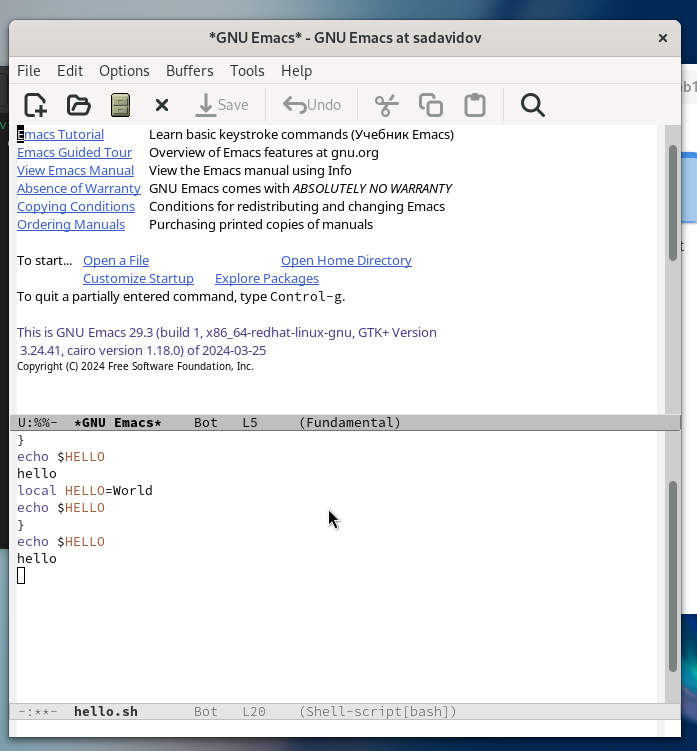 *GNU Emacs* - GNU Emacs at sadavidov
File Edit Options Buffers Tools Help
Save Undo
Emacs Tutorial Learn basic keystroke commands (Учебник Emacs)
Emacs Guided Tour Overview of Emacs features at gnu.org
View Emacs Manual View the Emacs manual using Info
Absence of Warranty GNU Emacs comes with ABSOLUTELY NO WARRANTY
Copying Conditions Conditions for redistributing and changing Emacs
Ordering Manuals Purchasing printed copies of manuals
To start... Open a File Open Home Directory
Customize Startup Explore Packages
To quit a partially entered command, type Control-g.
This is GNU Emacs 29.3 (build 1, x86_64-redhat-linux-gnu, GTK+ Version
3.24.41, cairo version 1.18.0) of 2024-03-25
Copyright (C) 2024 Free Software Foundation, Inc.
U:%%- *GNU Emacs* Bot L5 (Fundamental)
}
echo $HELLO
hello
local HELLO=World
echo $HELLO
}
echo $HELLO
hello
-:**- hello.sh Bot L20 (Shell-script[bash])